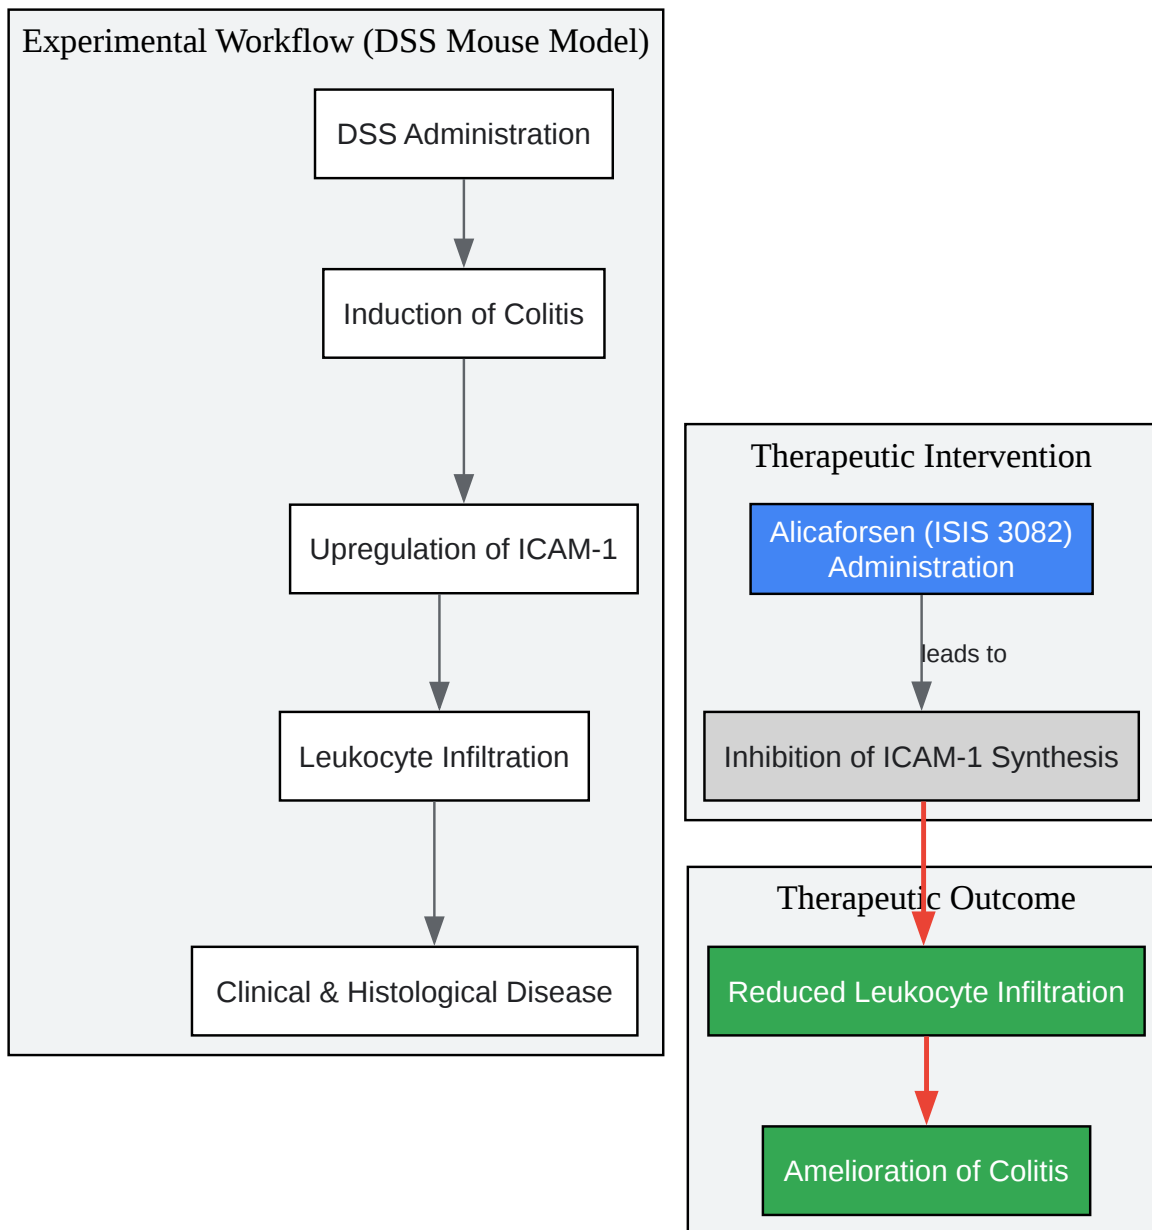 Experimental Workflow (DSS Mouse Model)
DSS Administration
Induction of Colitis
Upregulation of ICAM-1
Leukocyte Infiltration
Clinical & Histological Disease
Therapeutic Intervention
Alicaforsen (ISIS 3082)
Administration
leads to
Inhibition of ICAM-1 Synthesis
Therapeutic Outcome
Reduced Leukocyte Infiltration
Amelioration of Colitis